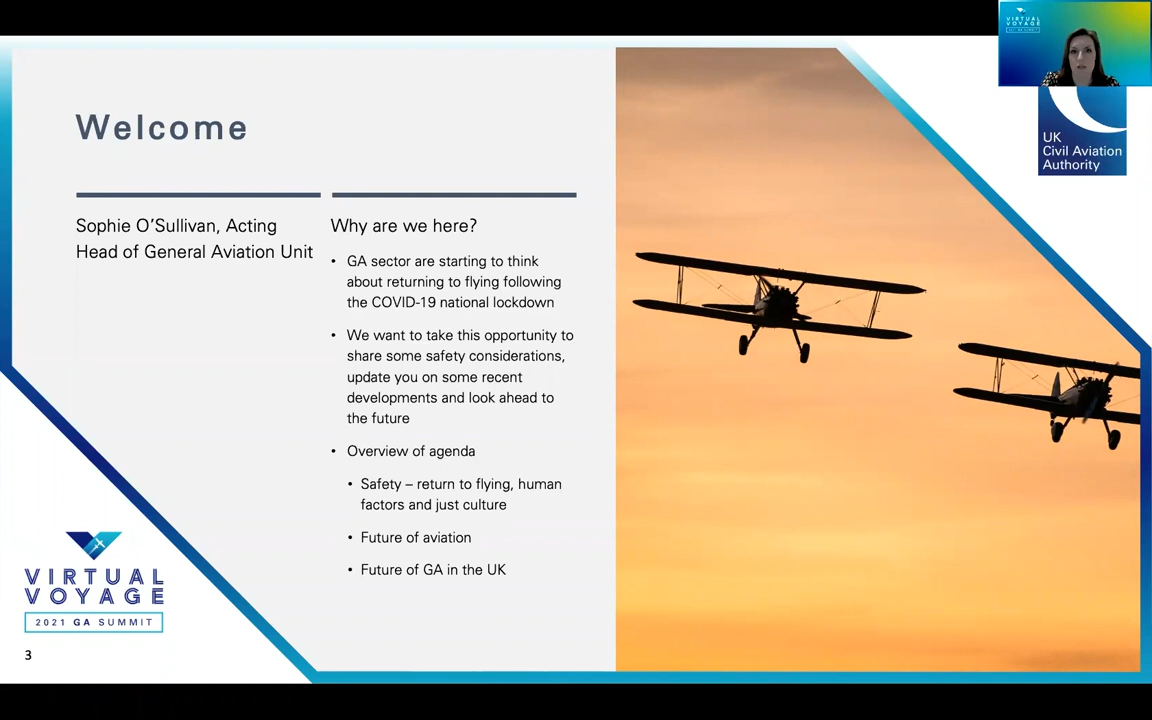 VIRTUAL
VOYAGE
UK
Civil Aviation
Authority
Welcome
Sophie O'Sullivan, Acting
Head of General Aviation Unit
Why are we here?
• GA sector are starting to think
about returning to flying following
the COVID-19 national lockdown
• We want to take this opportunity to
share some safety considerations,
update you on some recent
developments and look ahead to
the future
• Overview of agenda
• Safety – return to flying, human
factors and just culture
• Future of aviation
• Future of GA in the UK
VIRTUAL
VOYAGE
2021 GA SUMMIT
3